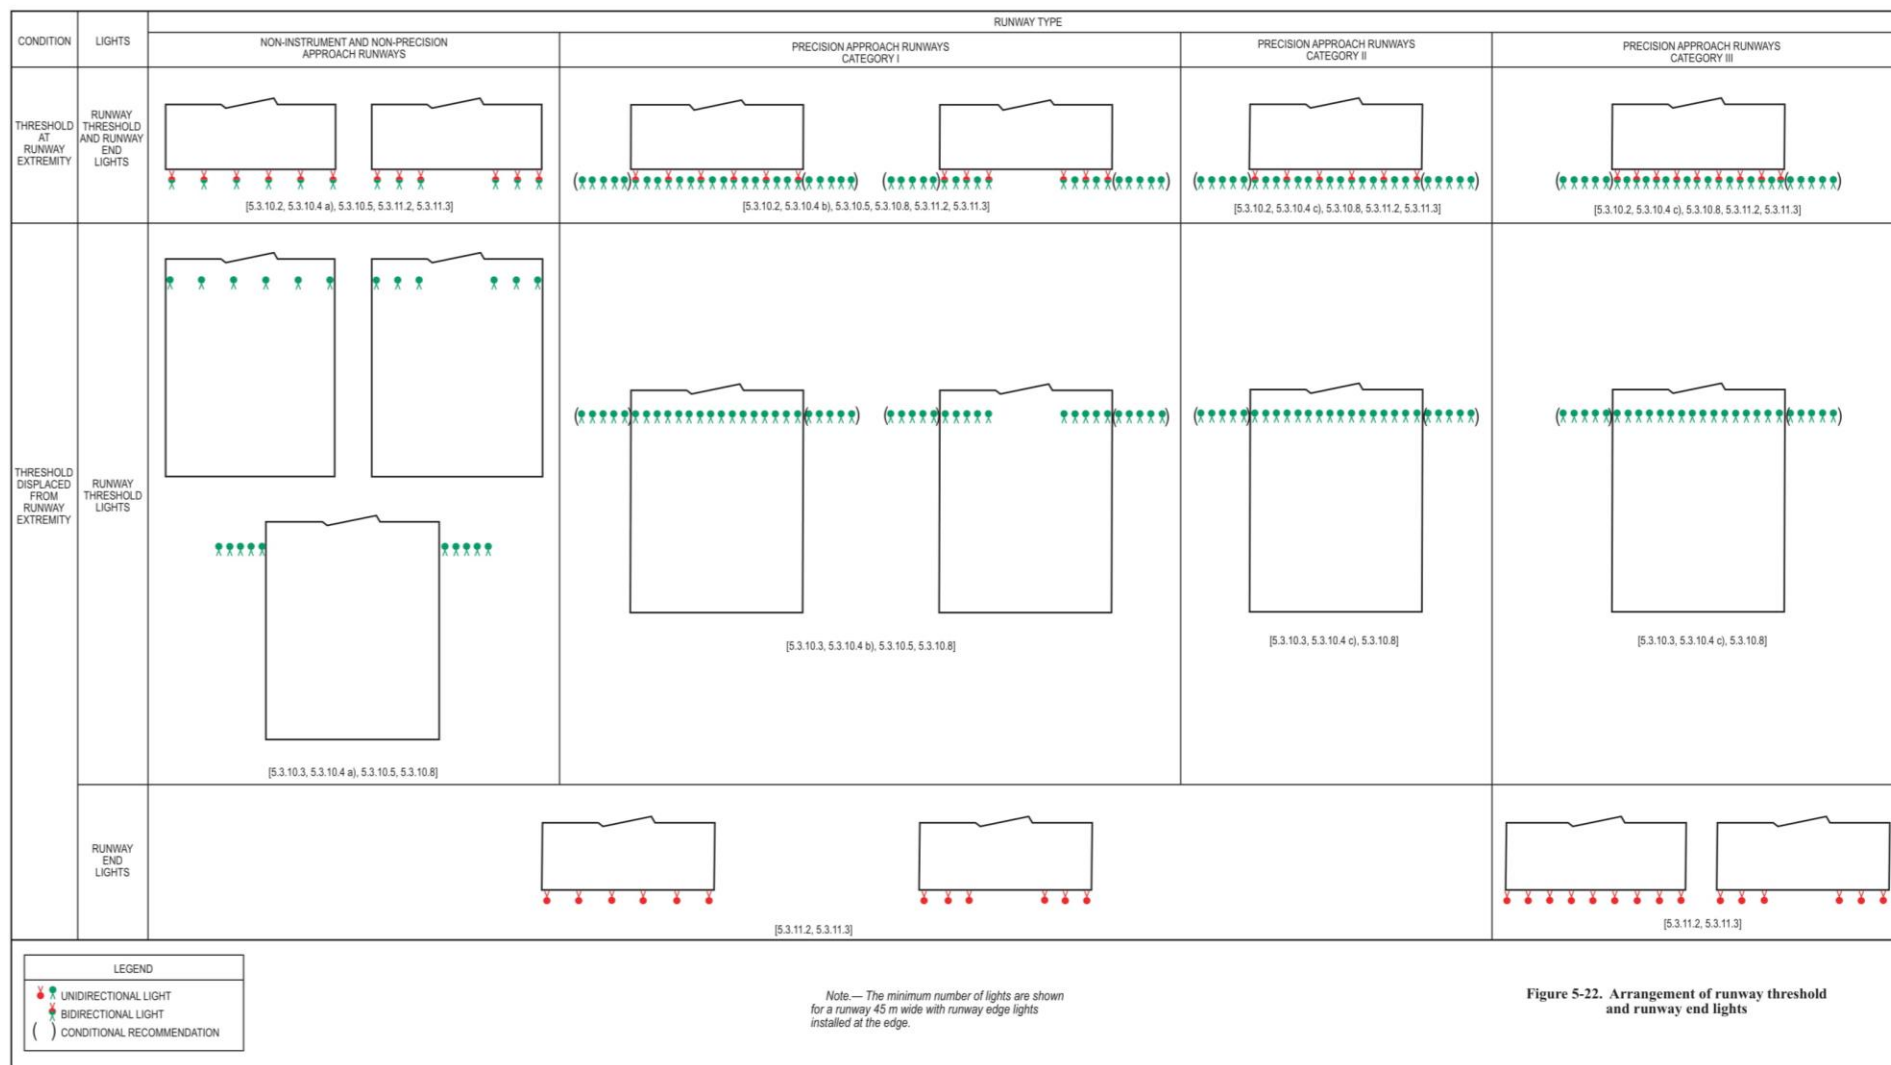 CONDITION
LIGHTS
RUNWAY TYPE
NON-INSTRUMENT AND NON-PRECISION
APPROACH RUNWAYS
PRECISION APPROACH RUNWAYS
CATEGORY I
PRECISION APPROACH RUNWAYS
CATEGORY II
PRECISION APPROACH RUNWAYS
CATEGORY III
THRESHOLD
AT
RUNWAY
EXTREMITY
RUNWAY
THRESHOLD
AND RUNWAY
END
LIGHTS
[5.3.10.2, 5.3.10.4 a), 5.3.10.5, 5.3.11.2, 5.3.11.3]
[5.3.10.2, 5.3.10.4 b), 5.3.10.5, 5.3.10.8, 5.3.11.2, 5.3.11.3]
[5.3.10.2, 5.3.10.4 c), 5.3.10.8, 5.3.11.2, 5.3.11.3]
[5.3.10.2, 5.3.10.4 c), 5.3.10.8, 5.3.11.2, 5.3.11.3]
THRESHOLD
DISPLACED
FROM
RUNWAY
EXTREMITY
RUNWAY
THRESHOLD
LIGHTS
[5.3.10.3, 5.3.10.4 a), 5.3.10.5, 5.3.10.8]
[5.3.10.3, 5.3.10.4 b), 5.3.10.5, 5.3.10.8]
[5.3.10.3, 5.3.10.4 c), 5.3.10.8]
[5.3.10.3, 5.3.10.4 c), 5.3.10.8]
RUNWAY
END
LIGHTS
[5.3.11.2, 5.3.11.3]
[5.3.11.2, 5.3.11.3]
LEGEND
UNIDIRECTIONAL LIGHT
BIDIRECTIONAL LIGHT
( ) CONDITIONAL RECOMMENDATION
Note.— The minimum number of lights are shown
for a runway 45 m wide with runway edge lights
installed at the edge.
Figure 5-22. Arrangement of runway threshold
and runway end lights